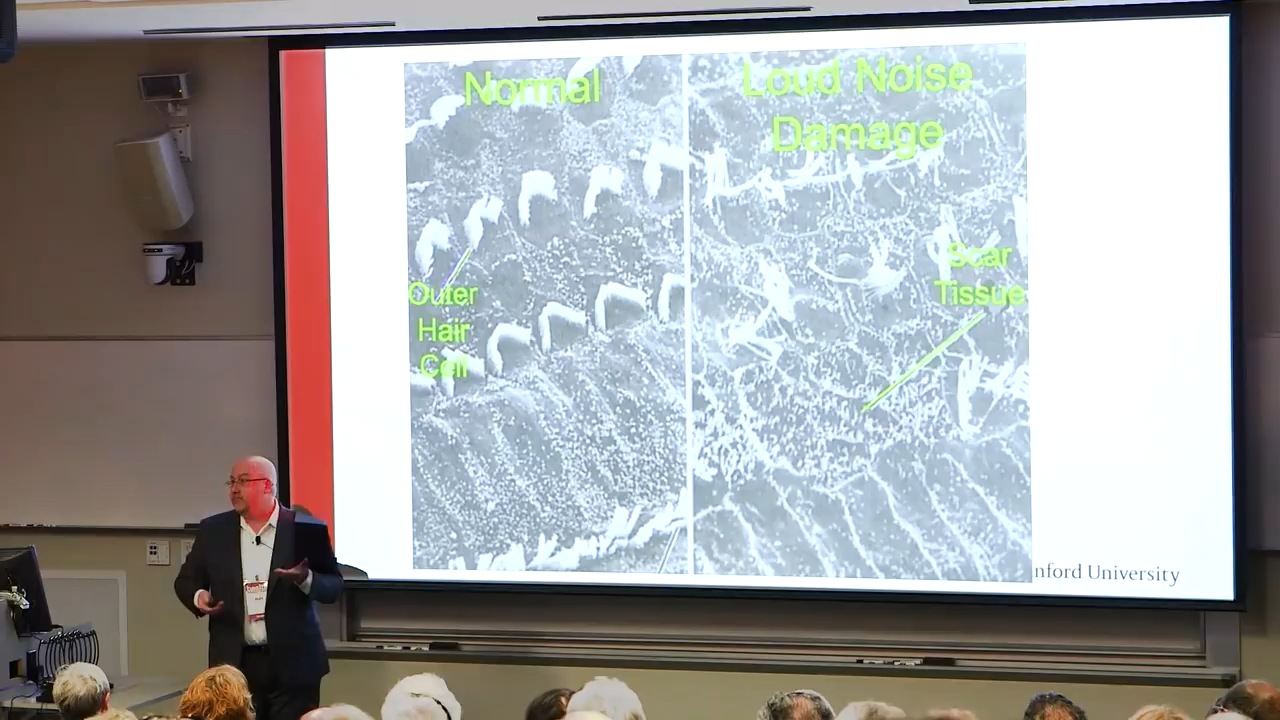 Normal
Loud Noise
Damage
Outer
Hair
Cell
Scar
Tissue
nford University